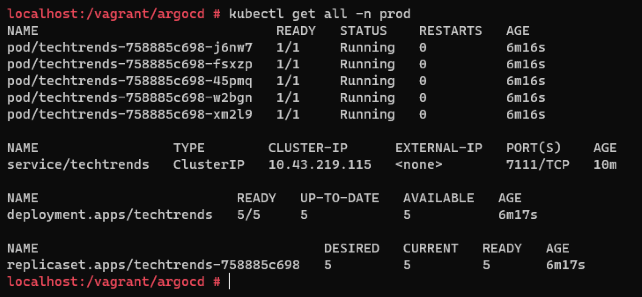 localhost:/vagrant/argocd # kubectl get all -n prod
NAME                              READY   STATUS    RESTARTS   AGE
pod/techtrends-758885c698-j6nw7   1/1     Running   0          6m16s
pod/techtrends-758885c698-fsxzp   1/1     Running   0          6m16s
pod/techtrends-758885c698-45pmq   1/1     Running   0          6m16s
pod/techtrends-758885c698-w2bgn   1/1     Running   0          6m16s
pod/techtrends-758885c698-xm2l9   1/1     Running   0          6m16s
NAME                 TYPE        CLUSTER-IP      EXTERNAL-IP   PORT(S)    AGE
service/techtrends   ClusterIP   10.43.219.115   <none>        7111/TCP   10m
NAME                         READY   UP-TO-DATE   AVAILABLE   AGE
deployment.apps/techtrends   5/5     5            5           6m17s
NAME                                    DESIRED   CURRENT   READY   AGE
replicaset.apps/techtrends-758885c698   5         5         5       6m17s
localhost:/vagrant/argocd #